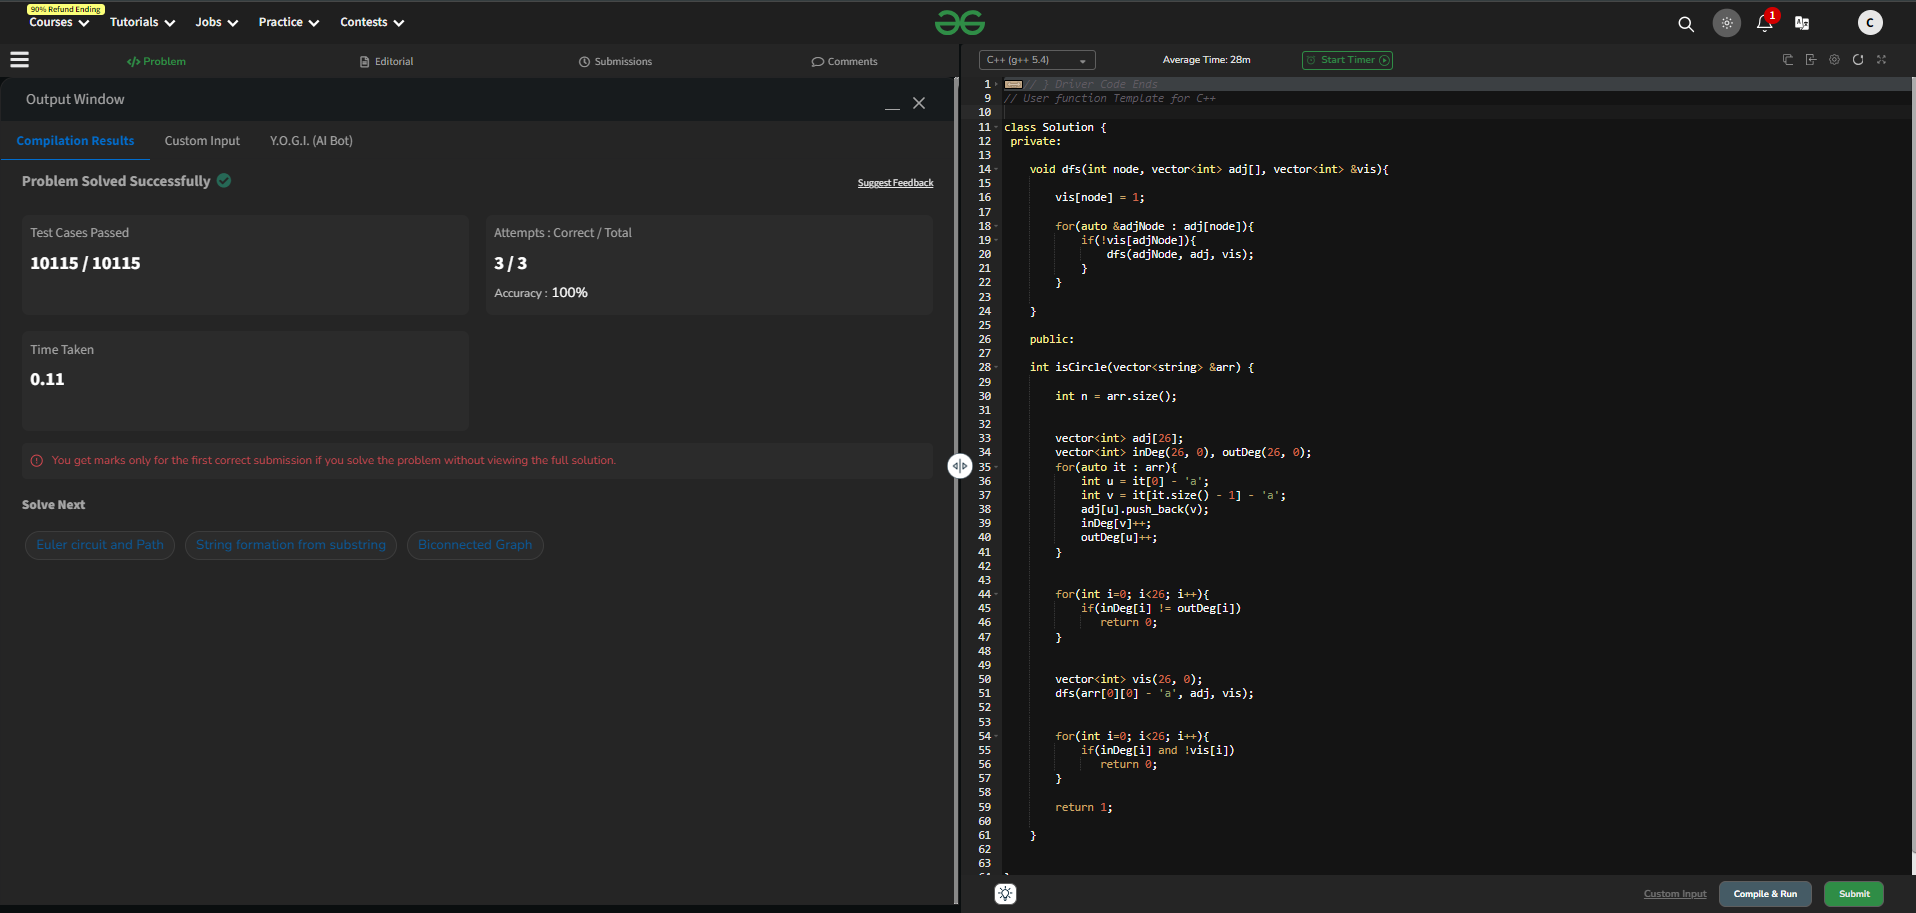 90% Refund Ending
Courses Tutorials Jobs Practice Contests
1
C
Problem Editorial Submissions Comments
Output Window
Compilation Results Custom Input Y.O.G.I. (AI Bot)
Problem Solved Successfully
Suggest Feedback
Test Cases Passed
10115 / 10115
Attempts : Correct / Total
3 / 3
Accuracy : 100%
Time Taken
0.11
You get marks only for the first correct submission if you solve the problem without viewing the full solution.
Solve Next
Euler circuit and Path String formation from substring Biconnected Graph
C++ (g++ 5.4) Average Time: 28m Start Timer
1 // } Driver Code Ends
9 // User function Template for C++
10
11 class Solution {
12 private:
13
14 void dfs(int node, vector<int> adj[], vector<int> &vis){
15
16 vis[node] = 1;
17
18 for(auto &adjNode : adj[node]){
19 if(!vis[adjNode]){
20 dfs(adjNode, adj, vis);
21 }
22 }
23
24 }
25
26 public:
27
28 int isCircle(vector<string> &arr) {
29
30 int n = arr.size();
31
32
33 vector<int> adj[26];
34 vector<int> inDeg(26, 0), outDeg(26, 0);
35 for(auto it : arr){
36 int u = it[0] - 'a';
37 int v = it[it.size() - 1] - 'a';
38 adj[u].push_back(v);
39 inDeg[v]++;
40 outDeg[u]++;
41 }
42
43
44 for(int i=0; i<26; i++){
45 if(inDeg[i] != outDeg[i])
46 return 0;
47 }
48
49
50 vector<int> vis(26, 0);
51 dfs(arr[0][0] - 'a', adj, vis);
52
53
54 for(int i=0; i<26; i++){
55 if(inDeg[i] and !vis[i])
56 return 0;
57 }
58
59 return 1;
60
61 }
62
63
Custom Input Compile & Run Submit